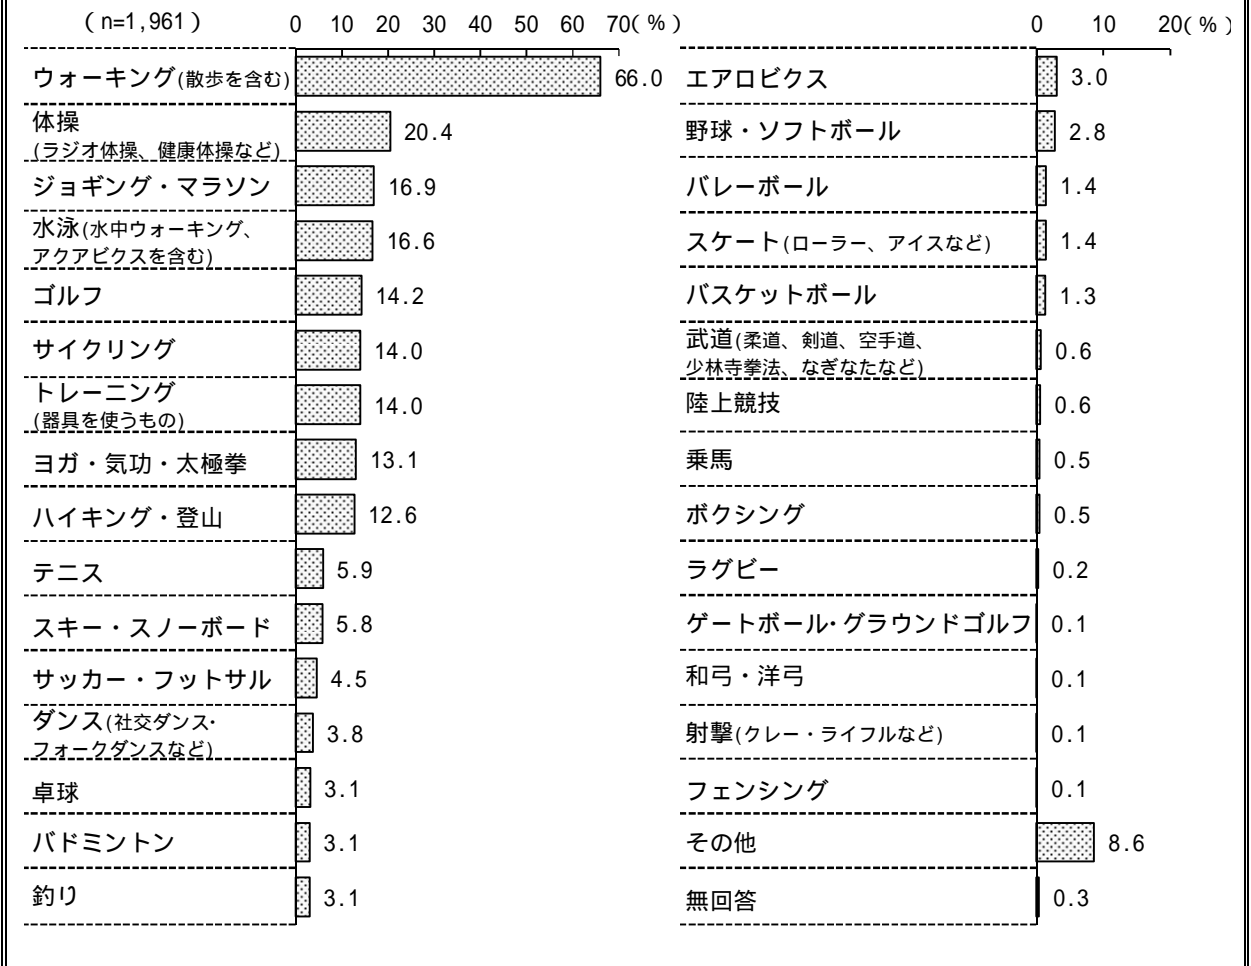 （n=1,961） 0 10 20 30 40 50 60 70(％)
ウォーキング(散歩を含む) 66.0
体操 20.4
(ラジオ体操、健康体操など)
ジョギング・マラソン 16.9
水泳(水中ウォーキング、 16.6
アクアビクスを含む)
ゴルフ 14.2
サイクリング 14.0
トレーニング 14.0
(器具を使うもの)
ヨガ・気功・太極拳 13.1
ハイキング・登山 12.6
テニス 5.9
スキー・スノーボード 5.8
サッカー・フットサル 4.5
ダンス(社交ダンス・ 3.8
フォークダンスなど)
卓球 3.1
バドミントン 3.1
釣り 3.1
0 10 20(％)
エアロビクス 3.0
野球・ソフトボール 2.8
バレーボール 1.4
スケート(ローラー、アイスなど) 1.4
バスケットボール 1.3
武道(柔道、剣道、空手道、 0.6
少林寺拳法、なぎなたなど)
陸上競技 0.6
乗馬 0.5
ボクシング 0.5
ラグビー 0.2
ゲートボール・グラウンドゴルフ 0.1
和弓・洋弓 0.1
射撃(クレー・ライフルなど) 0.1
フェンシング 0.1
その他 8.6
無回答 0.3